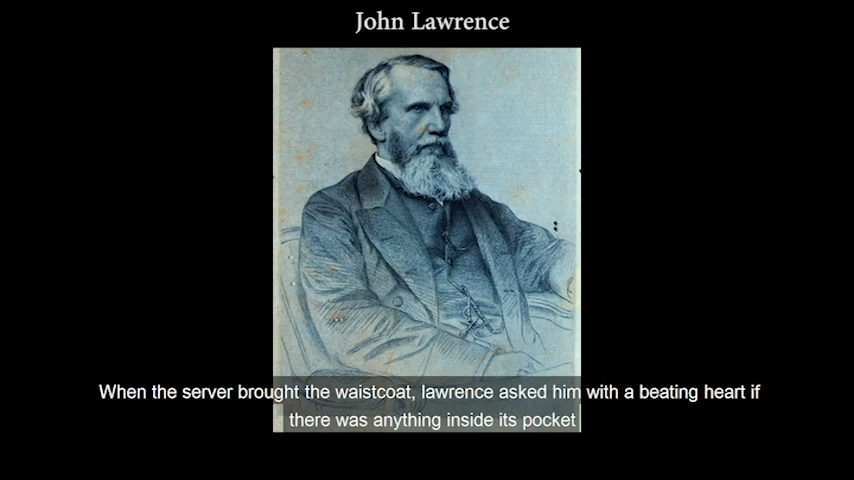 John Lawrence
When the server brought the waistcoat, lawrence asked him with a beating heart if
there was anything inside its pocket